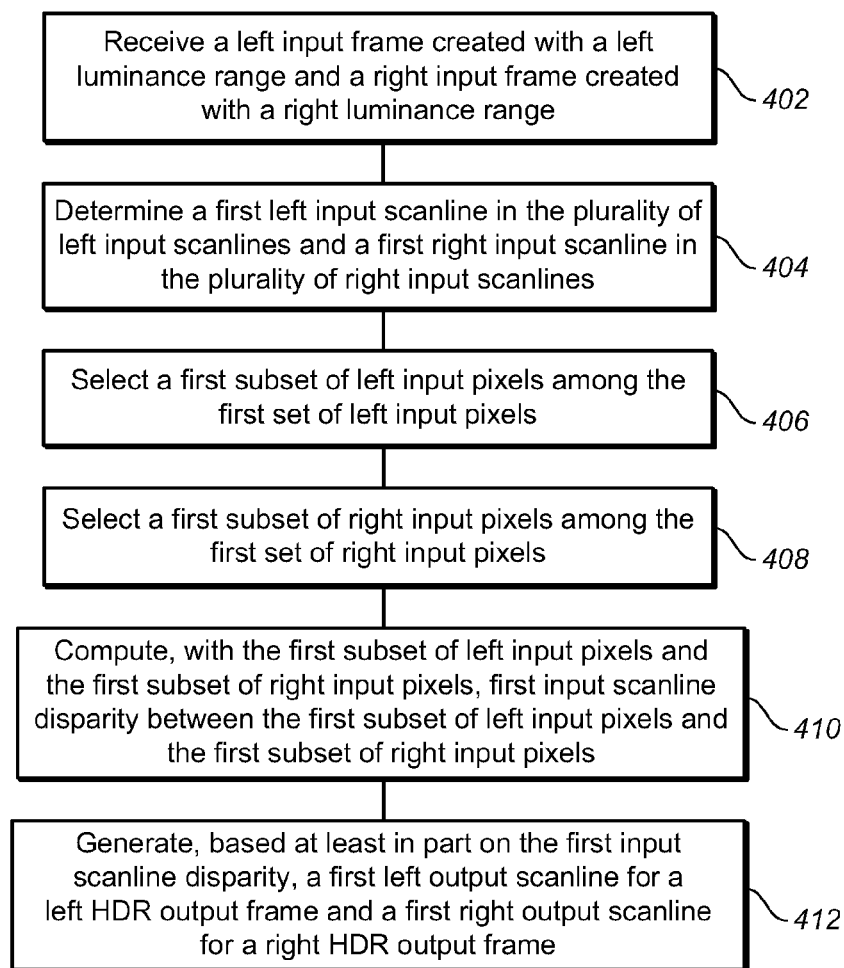 Receive a left input frame created with a left
luminance range and a right input frame created
with a right luminance range
402
Determine a first left input scanline in the plurality of
left input scanlines and a first right input scanline in
the plurality of right input scanlines
404
Select a first subset of left input pixels among the
first set of left input pixels
406
Select a first subset of right input pixels among the
first set of right input pixels
408
Compute, with the first subset of left input pixels and
the first subset of right input pixels, first input scanline
disparity between the first subset of left input pixels and
the first subset of right input pixels
410
Generate, based at least in part on the first input
scanline disparity, a first left output scanline for a
left HDR output frame and a first right output scanline
for a right HDR output frame
412